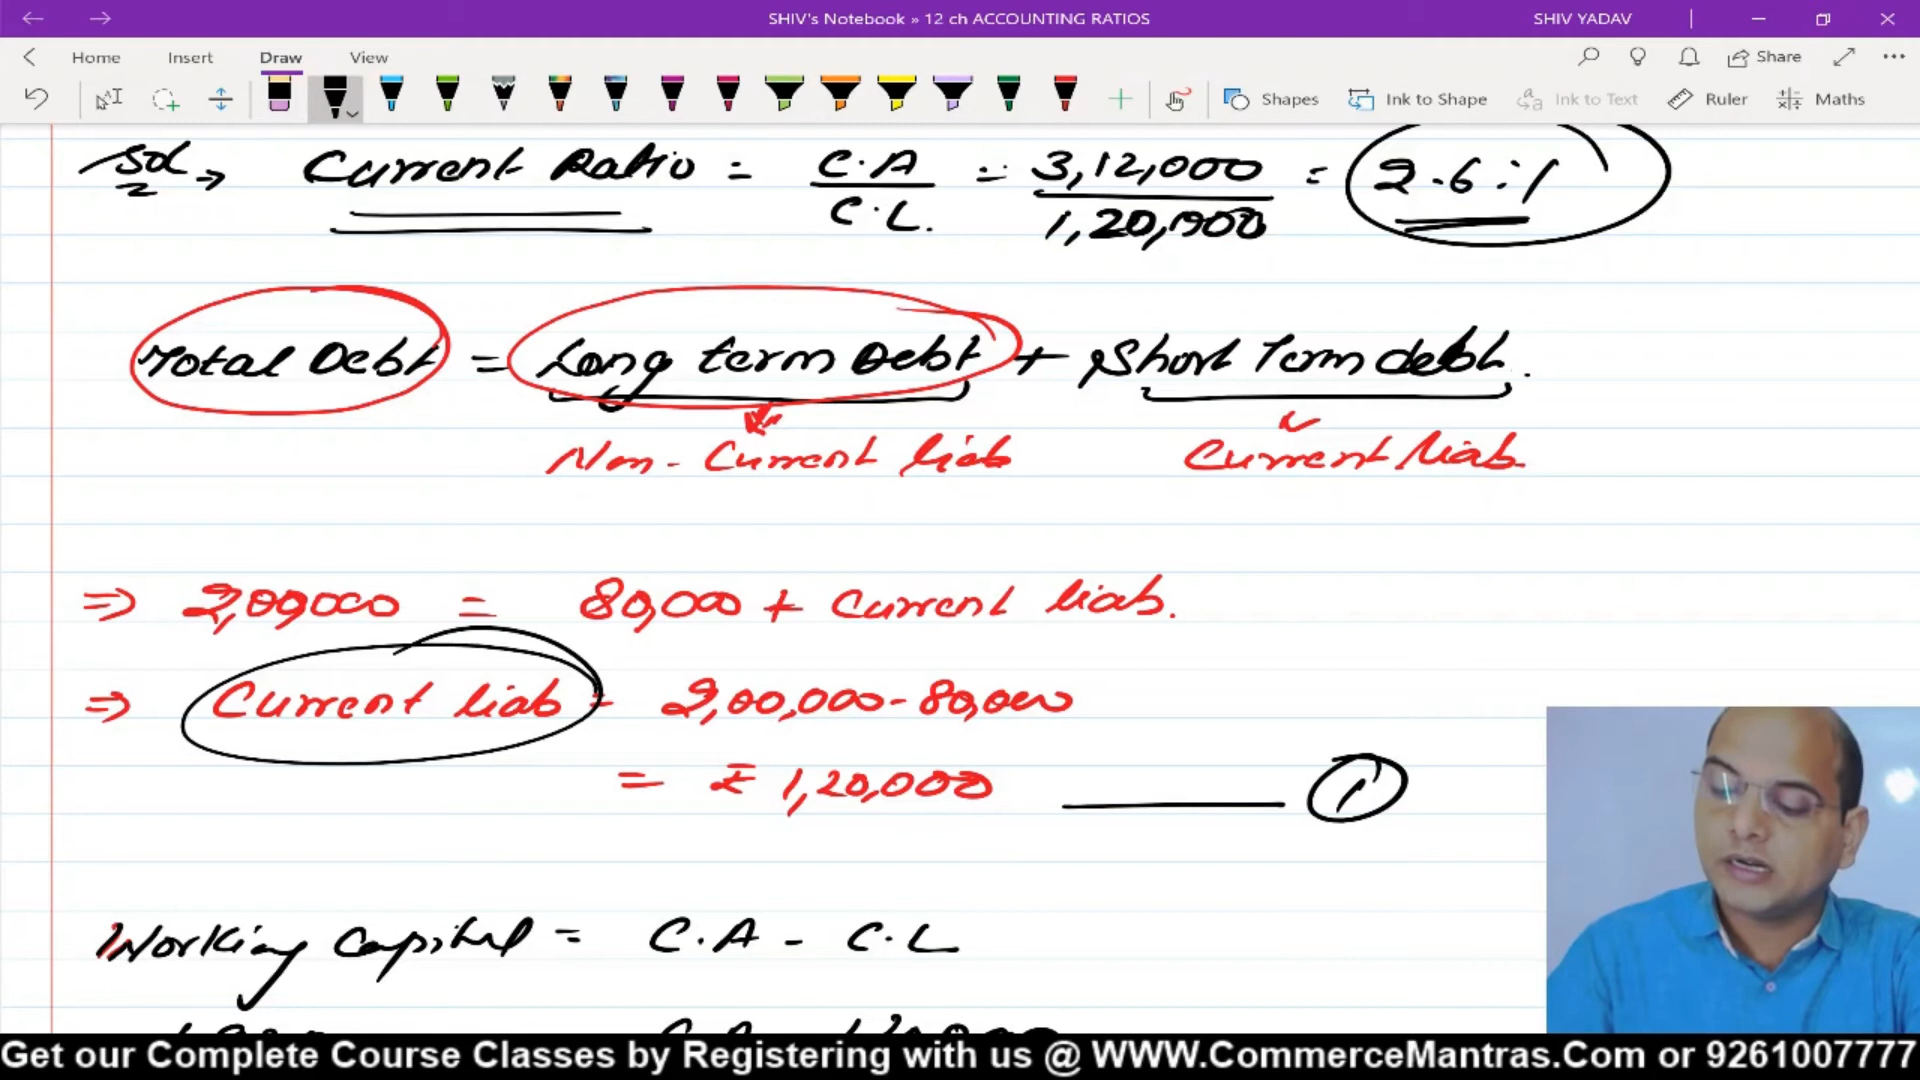 SHIV's Notebook » 12 ch ACCOUNTING RATIOS
SHIV YADAV
Home Insert Draw View
Share
Shapes Ink to Shape Ink to Text Ruler Maths
Sol → Current Ratio = C.A / C.L. = 3,12,000 / 1,20,000 = 2.6:1
Total Debt = Long term Debt + Short Term debt.
Non-Current liab Current liab.
⇒ 2,00,000 = 80,000 + Current liab.
⇒ Current liab = 2,00,000 - 80,000
= ₹ 1,20,000 ① 
Working Capital = C.A - C.L
Get our Complete Course Classes by Registering with us @ WWW.CommerceMantras.Com or 9261007777